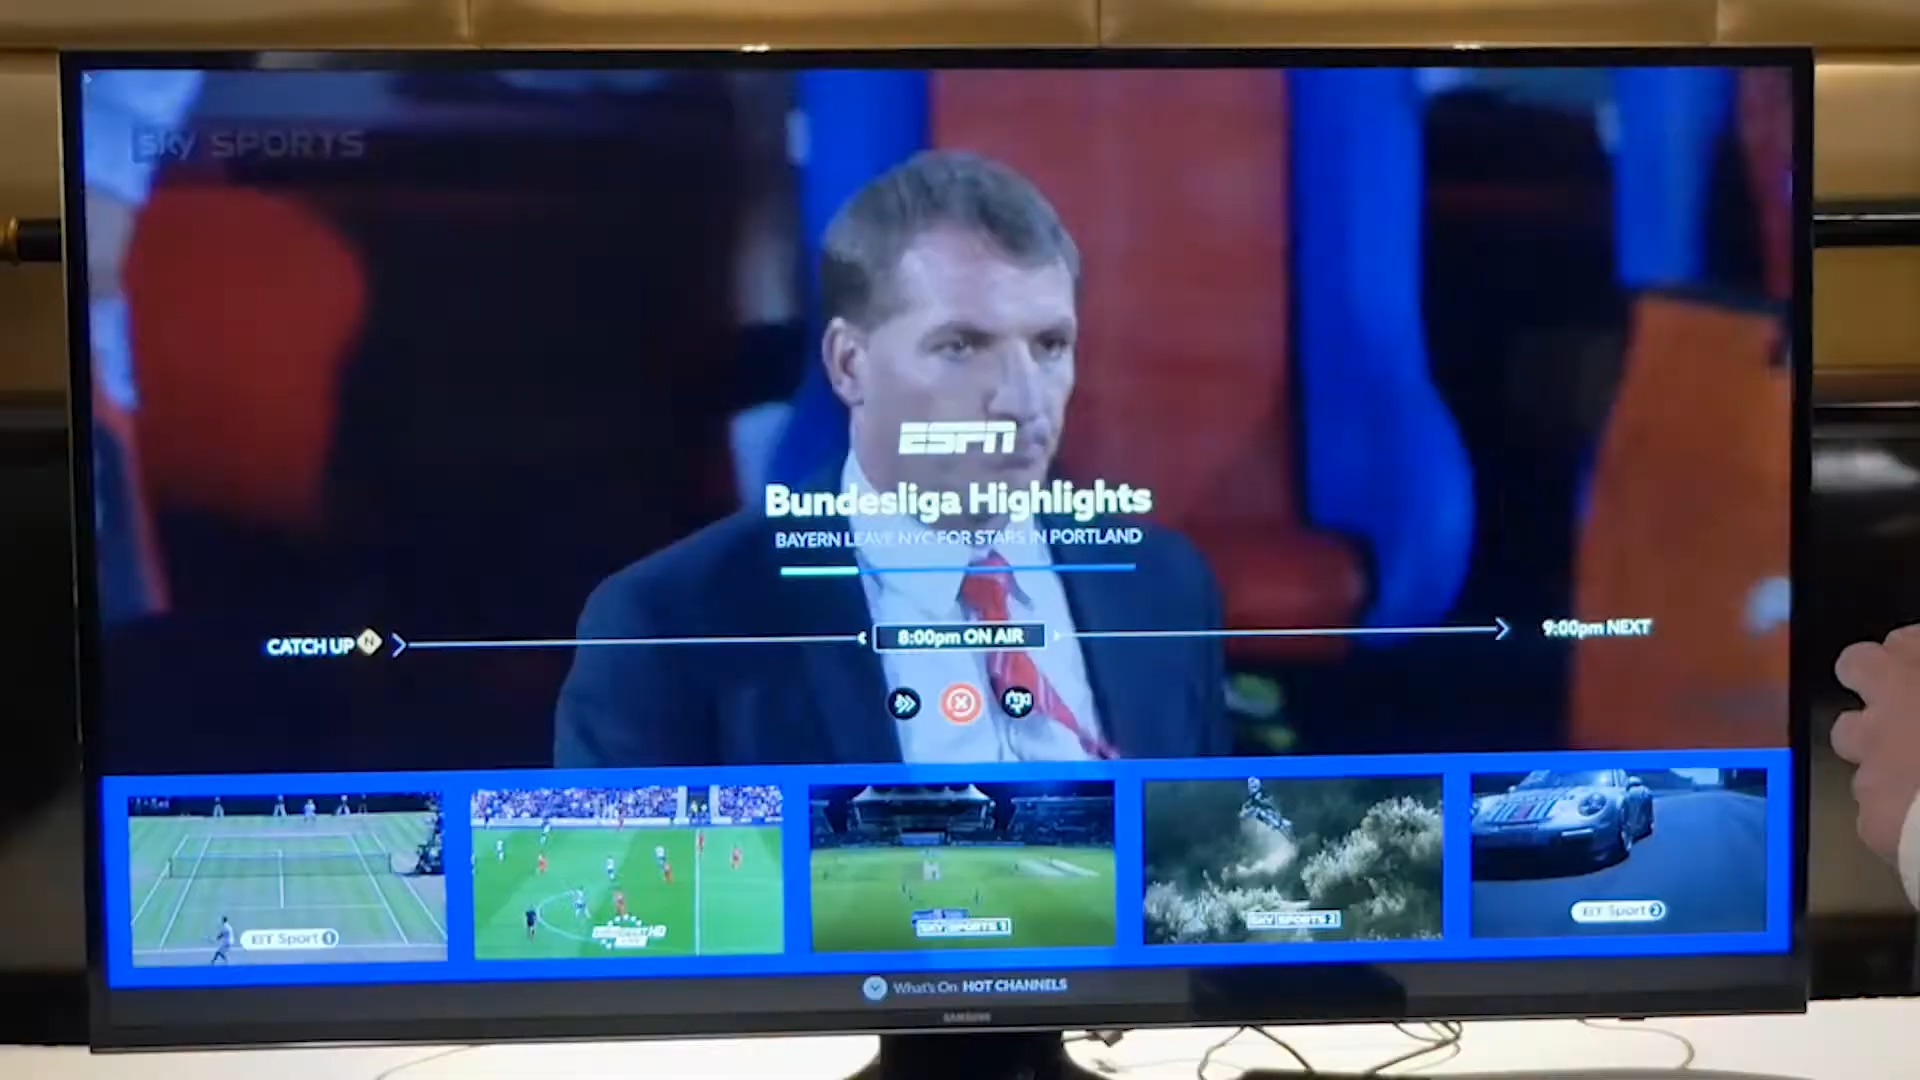 sky SPORTS
ESPN
Bundesliga Highlights
BAYERN LEAVE NYC FOR STARS IN PORTLAND
CATCH UP N
8:00pm ON AIR
9:00pm NEXT
BT Sport 1
SKY SPORTS 1
SKY SPORTS 2
BT Sport 2
What's On HOT CHANNELS
SAMSUNG